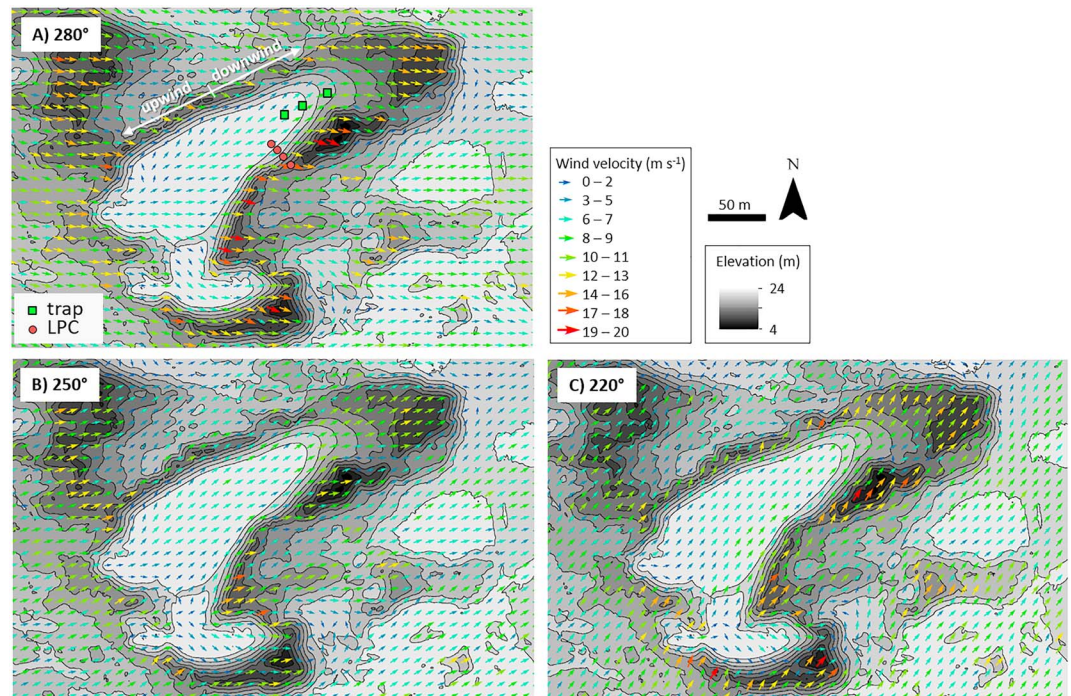 A) 280°
downwind
upwind
trap
LPC
Wind velocity (m s-1)
0 – 2
3 – 5
6 – 7
8 – 9
10 – 11
12 – 13
14 – 16
17 – 18
19 – 20
N
50 m
Elevation (m)
24
4
B) 250°
C) 220°